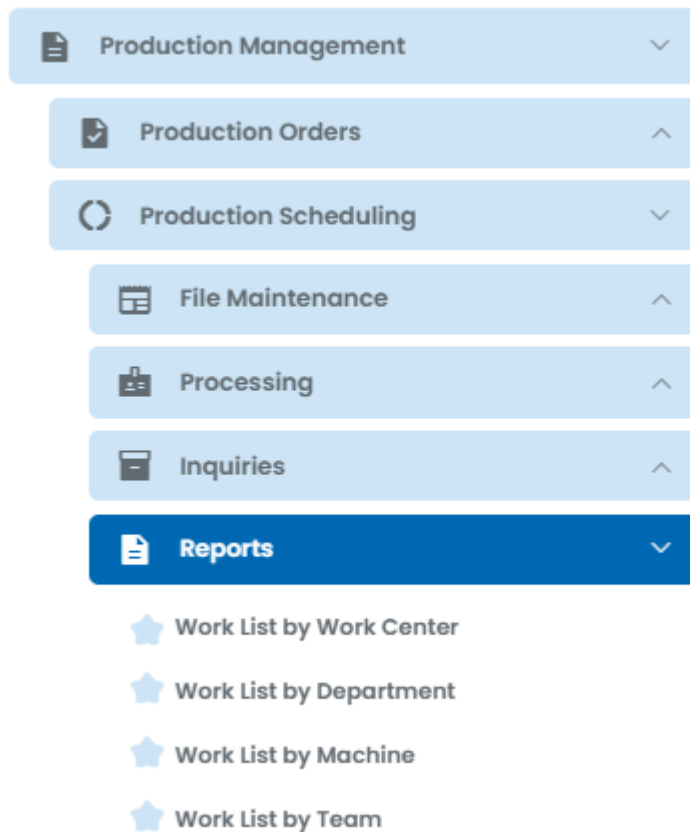 Production Management
Production Orders
Production Scheduling
File Maintenance
Processing
Inquiries
Reports
Work List by Work Center
Work List by Department
Work List by Machine
Work List by Team